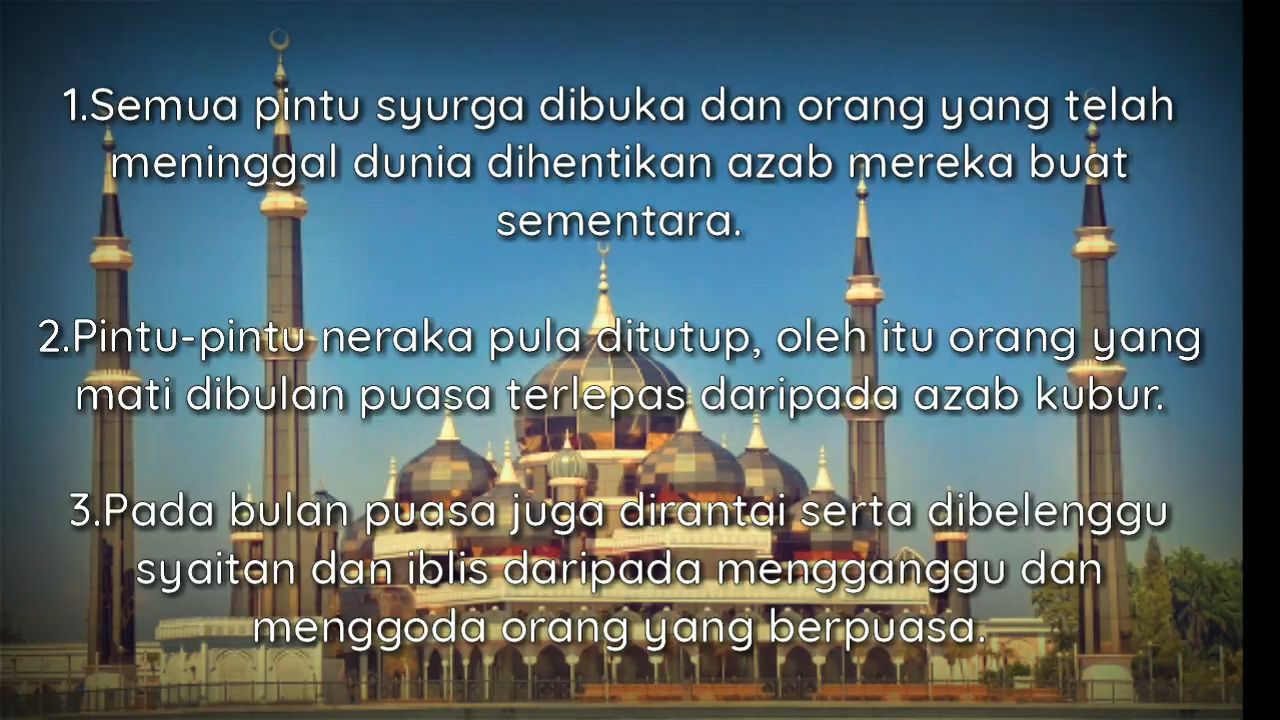 1.Semua pintu syurga dibuka dan orang yang telah
meninggal dunia dihentikan azab mereka buat
sementara.
2.Pintu-pintu neraka pula ditutup, oleh itu orang yang
mati dibulan puasa terlepas daripada azab kubur.
3.Pada bulan puasa juga dirantai serta dibelenggu
syaitan dan iblis daripada mengganggu dan
menggoda orang yang berpuasa.